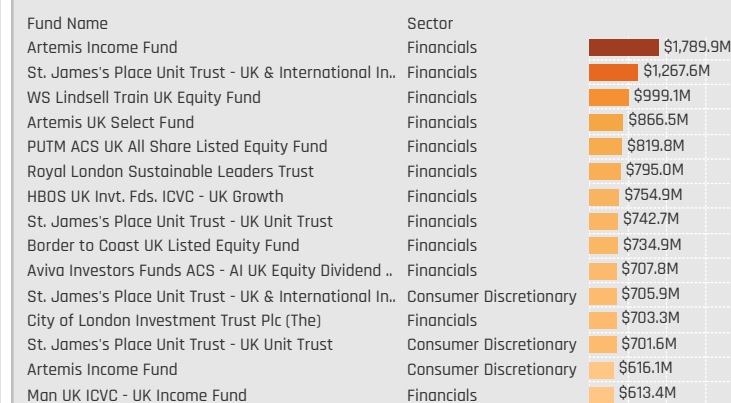 Fund Name Sector
Artemis Income Fund Financials $1,789.9M
St. James's Place Unit Trust - UK & International In.. Financials $1,267.6M
WS Lindsell Train UK Equity Fund Financials $999.1M
Artemis UK Select Fund Financials $866.5M
PUTM ACS UK All Share Listed Equity Fund Financials $819.8M
Royal London Sustainable Leaders Trust Financials $795.0M
HBOS UK Invt. Fds. ICVC - UK Growth Financials $754.9M
St. James's Place Unit Trust - UK Unit Trust Financials $742.7M
Border to Coast UK Listed Equity Fund Financials $734.9M
Aviva Investors Funds ACS - AI UK Equity Dividend .. Financials $707.8M
St. James's Place Unit Trust - UK & International In.. Consumer Discretionary $705.9M
City of London Investment Trust Plc (The) Financials $703.3M
St. James's Place Unit Trust - UK Unit Trust Consumer Discretionary $701.6M
Artemis Income Fund Consumer Discretionary $616.1M
Man UK ICVC - UK Income Fund Financials $613.4M